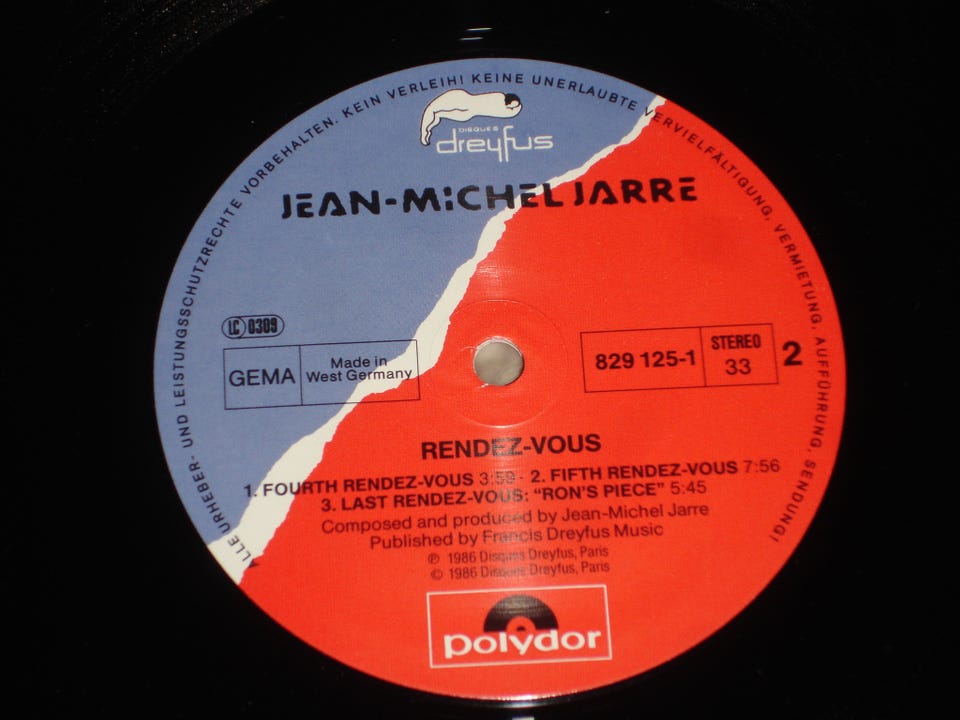 ALLE URHEBER- UND LEISTUNGSSCHUTZRECHTE VORBEHALTEN. KEIN VERLEIH! KEINE UNERLAUBTE VERVIELFÄLTIGUNG, VERMIETUNG, AUFFÜHRUNG, SENDUNG!
DISQUES
dreyfus
JEAN-MiCHEL JARRE
LC 0309
GEMA
Made in
West Germany
829 125-1
STEREO
33
2
RENDEZ-VOUS
1. FOURTH RENDEZ-VOUS 3:59 - 2. FIFTH RENDEZ-VOUS 7:56
3. LAST RENDEZ-VOUS: “RON'S PIECE” 5:45
Composed and produced by Jean-Michel Jarre
Published by Francis Dreyfus Music
℗ 1986 Disques Dreyfus, Paris
© 1986 Disques Dreyfus, Paris
polydor